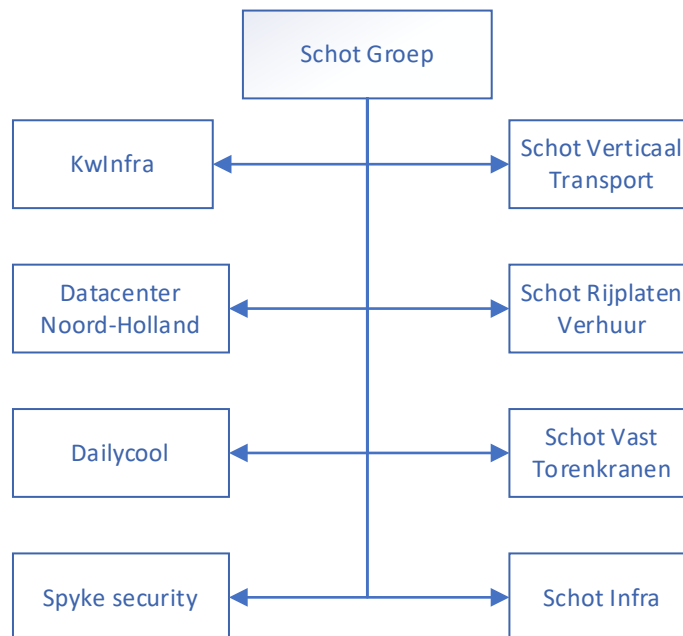 Schot Groep
KwInfra
Schot Verticaal
Transport
Datacenter
Noord-Holland
Schot Rijplaten
Verhuur
Dailycool
Schot Vast
Torenkranen
Spyke security
Schot Infra